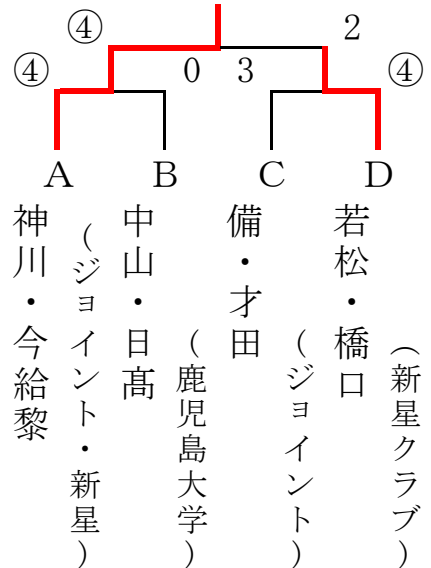 ④ 2
④ 0 3 ④
A B C D
神川・今給黎
(ジョイント・新星)
中山・日髙
(鹿児島大学)
備・才田
(ジョイント)
若松・橋口
(新星クラブ)